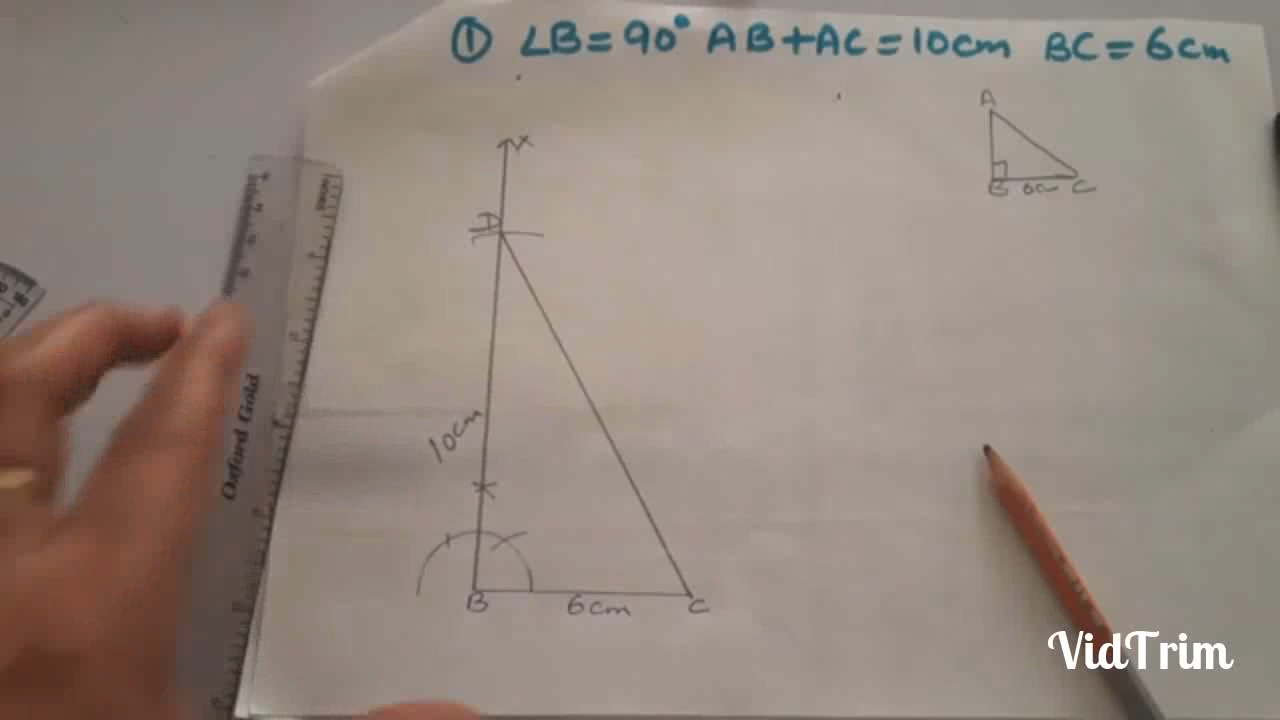 ① ∠B=90° AB+AC=10cm BC=6cm
A
B 6cm C
X
D
10cm
B 6cm C
Oxford Gold
VidTrim